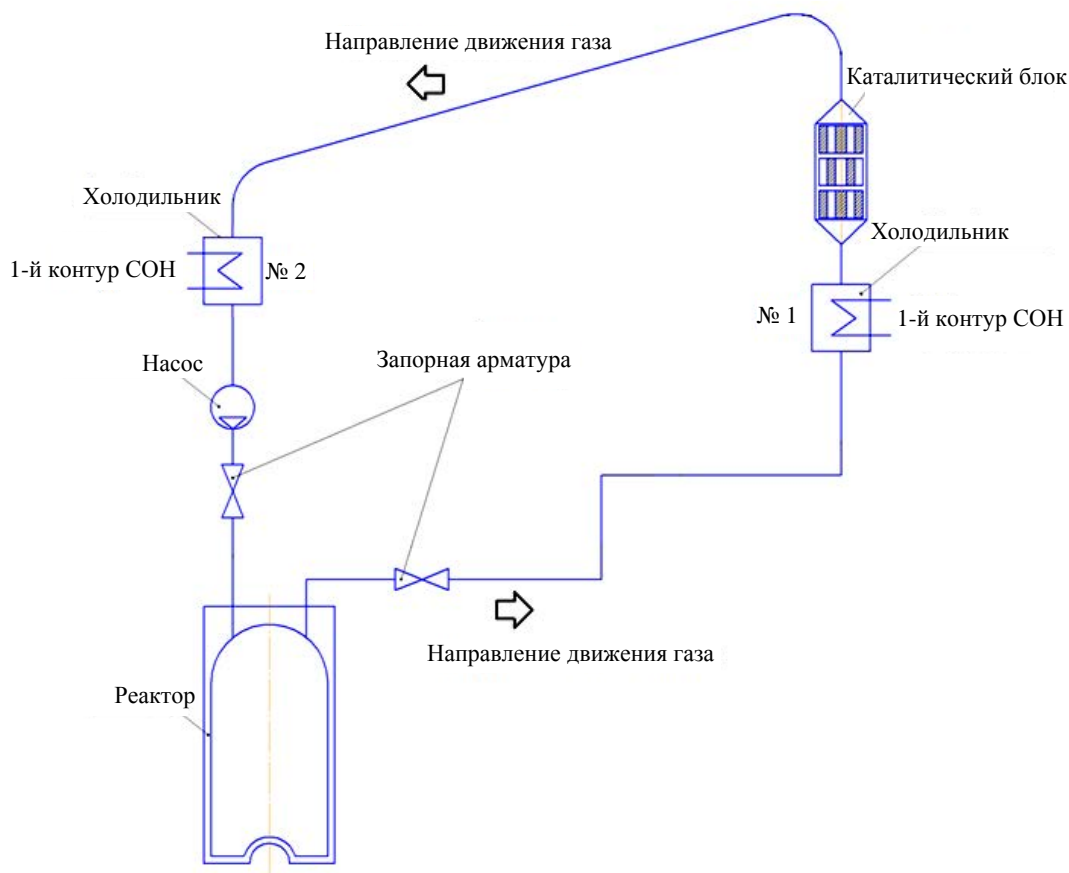 Направление движения газа
Каталитический блок
Холодильник
1-й контур СОН
№ 2
Холодильник
№ 1
1-й контур СОН
Запорная арматура
Насос
Направление движения газа
Реактор